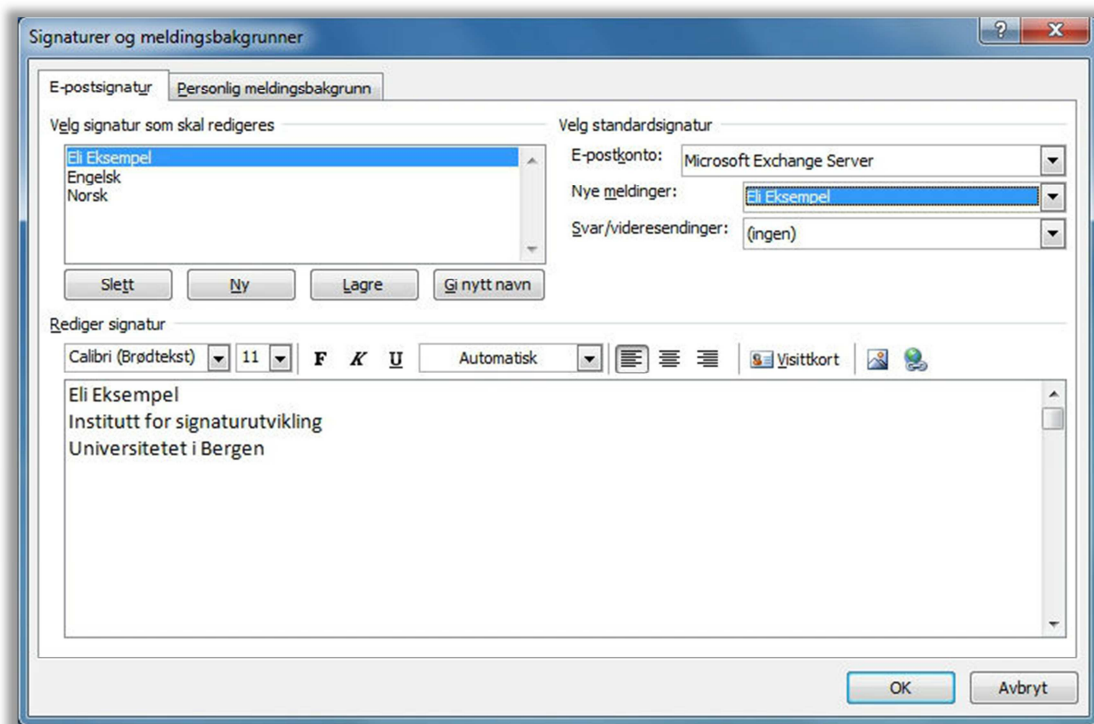 Signaturer og meldingsbakgrunner
E-postsignatur Personlig meldingsbakgrunn
Velg signatur som skal redigeres
Eli Eksempel
Engelsk
Norsk
Slett Ny Lagre Gi nytt navn
Velg standardsignatur
E-postkonto: Microsoft Exchange Server
Nye meldinger: Eli Eksempel
Svar/videresendinger: (ingen)
Rediger signatur
Calibri (Brødtekst) 11 F K U Automatisk Visittkort
Eli Eksempel
Institutt for signaturutvikling
Universitetet i Bergen
OK Avbryt